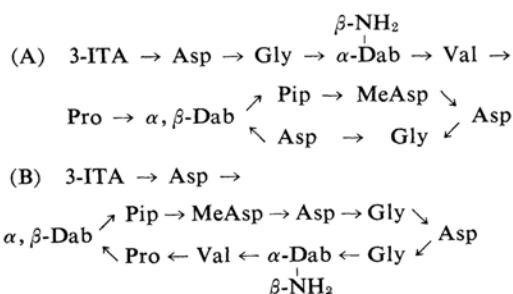 β-NH₂
(A) 3-ITA → Asp → Gly → α-Dab → Val →
Pip → MeAsp
Pro → α, β-Dab ↗ ↘ Asp
↖ Asp → Gly ↙
(B) 3-ITA → Asp →
↗ Pip → MeAsp → Asp → Gly ↘
α, β-Dab Asp
↖ Pro ← Val ← α-Dab ← Gly ↙
β-NH₂